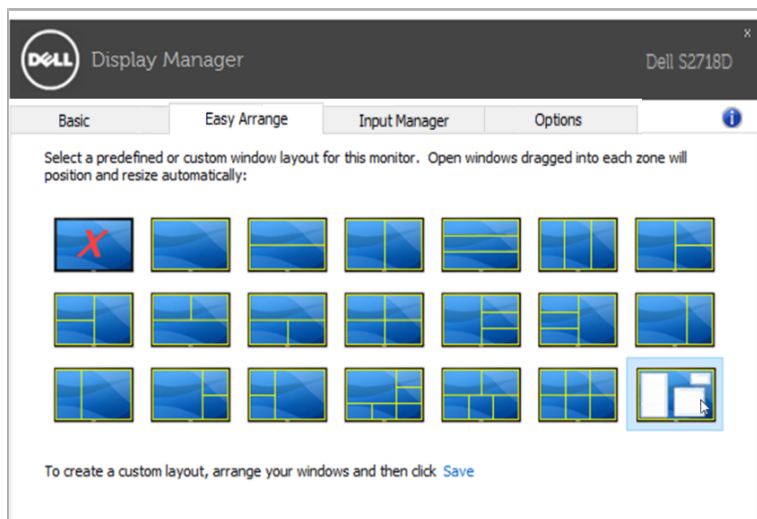 x
DELL
Display Manager
Dell S2718D
Basic
Easy Arrange
Input Manager
Options
i
Select a predefined or custom window layout for this monitor. Open windows dragged into each zone will
position and resize automatically:
X
To create a custom layout, arrange your windows and then click Save